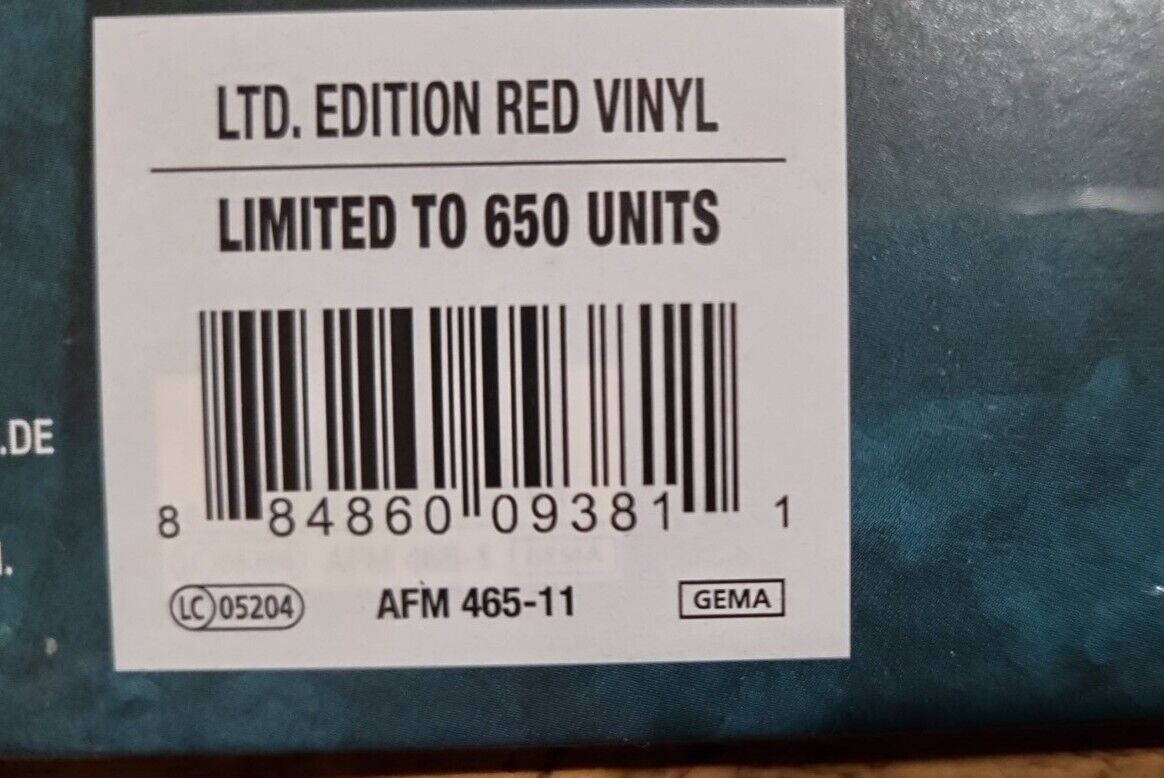 LTD. EDITION RED VINYL
LIMITED TO 650 UNITS
.DE
8 84860 09381 1
LC 05204 AFM 465-11 GEMA